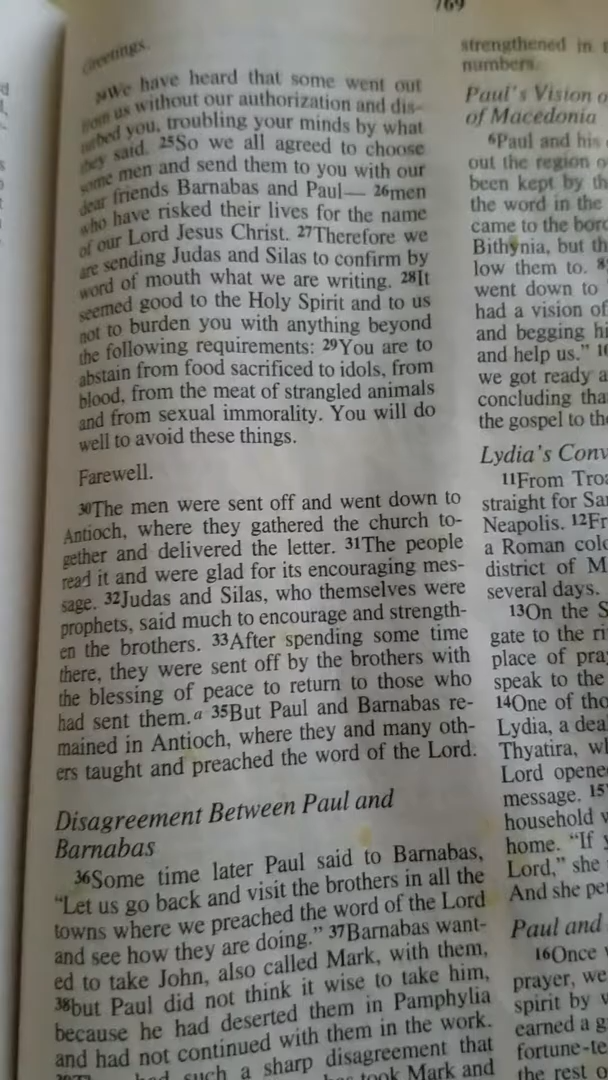 769
Greetings.
24We have heard that some went out
from us without our authorization and dis-
turbed you, troubling your minds by what
they said. 25So we all agreed to choose
some men and send them to you with our
dear friends Barnabas and Paul— 26men
who have risked their lives for the name
of our Lord Jesus Christ. 27Therefore we
are sending Judas and Silas to confirm by
word of mouth what we are writing. 28It
seemed good to the Holy Spirit and to us
not to burden you with anything beyond
the following requirements: 29You are to
abstain from food sacrificed to idols, from
blood, from the meat of strangled animals
and from sexual immorality. You will do
well to avoid these things.
Farewell.
30The men were sent off and went down to
Antioch, where they gathered the church to-
gether and delivered the letter. 31The people
read it and were glad for its encouraging mes-
sage. 32Judas and Silas, who themselves were
prophets, said much to encourage and strength-
en the brothers. 33After spending some time
there, they were sent off by the brothers with
the blessing of peace to return to those who
had sent them.a 35But Paul and Barnabas re-
mained in Antioch, where they and many oth-
ers taught and preached the word of the Lord.
Disagreement Between Paul and
Barnabas
36Some time later Paul said to Barnabas,
“Let us go back and visit the brothers in all the
towns where we preached the word of the Lord
and see how they are doing.” 37Barnabas want-
ed to take John, also called Mark, with them,
38but Paul did not think it wise to take him,
because he had deserted them in Pamphylia
and had not continued with them in the work.
had such a sharp disagreement that
took Mark and
strengthened in
numbers.
Paul's Vision
of Macedonia
6Paul and his
out the region
been kept by
the word in the
came to the
Bithynia, but
low them to.
went down to
had a vision of
and begging
and help us.”
we got ready
concluding
the gospel to
Lydia's
11From
straight for
Neapolis.
a Roman
district of
several days.
13On the
gate to the
place of
speak to the
14One of
Lydia, a
Thyatira,
Lord
message.
household
home. “If
Lord,” she
And she
Paul and
16Once
prayer, we
spirit by
earned a
the rest